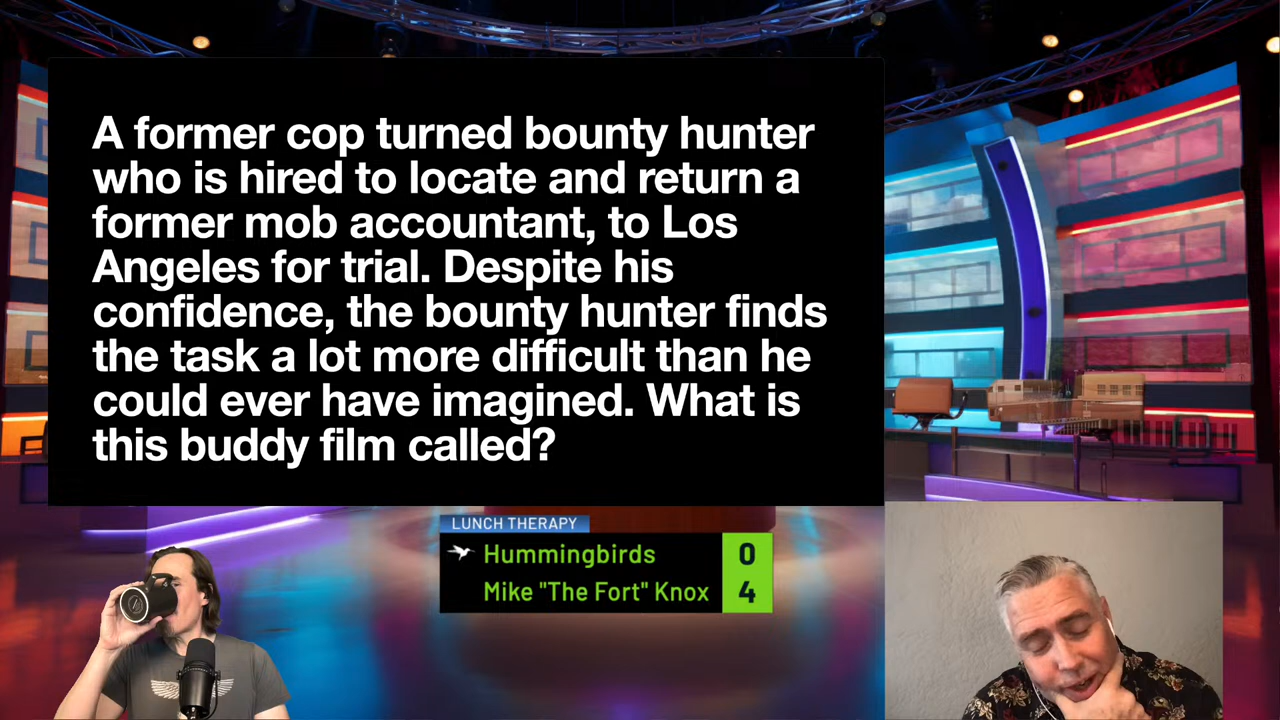 A former cop turned bounty hunter
who is hired to locate and return a
former mob accountant, to Los
Angeles for trial. Despite his
confidence, the bounty hunter finds
the task a lot more difficult than he
could ever have imagined. What is
this buddy film called?
LUNCH THERAPY
Hummingbirds 0
Mike "The Fort" Knox 4